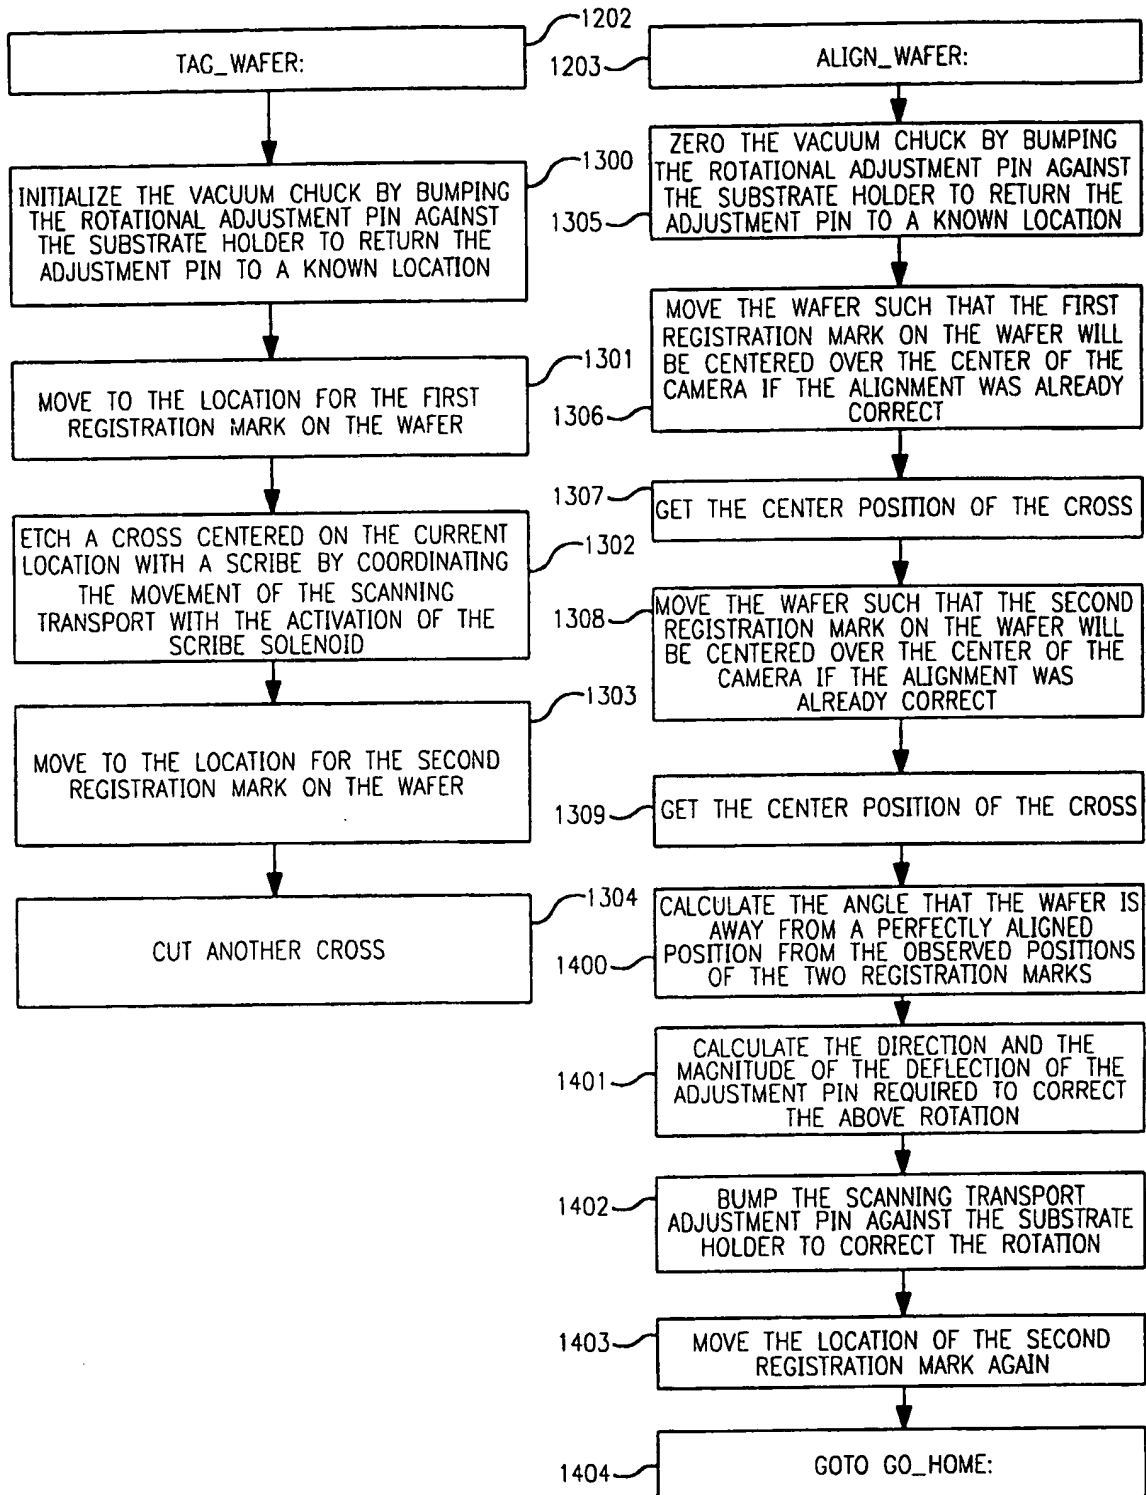 1202
TAG_WAFER:
1300
INITIALIZE THE VACUUM CHUCK BY BUMPING
THE ROTATIONAL ADJUSTMENT PIN AGAINST
THE SUBSTRATE HOLDER TO RETURN THE
ADJUSTMENT PIN TO A KNOWN LOCATION
1301
MOVE TO THE LOCATION FOR THE FIRST
REGISTRATION MARK ON THE WAFER
1302
ETCH A CROSS CENTERED ON THE CURRENT
LOCATION WITH A SCRIBE BY COORDINATING
THE MOVEMENT OF THE SCANNING
TRANSPORT WITH THE ACTIVATION OF THE
SCRIBE SOLENOID
1303
MOVE TO THE LOCATION FOR THE SECOND
REGISTRATION MARK ON THE WAFER
1304
CUT ANOTHER CROSS
1203
ALIGN_WAFER:
ZERO THE VACUUM CHUCK BY BUMPING
THE ROTATIONAL ADJUSTMENT PIN AGAINST
THE SUBSTRATE HOLDER TO RETURN THE
ADJUSTMENT PIN TO A KNOWN LOCATION
1305
MOVE THE WAFER SUCH THAT THE FIRST
REGISTRATION MARK ON THE WAFER WILL
BE CENTERED OVER THE CENTER OF THE
CAMERA IF THE ALIGNMENT WAS ALREADY
CORRECT
1306
1307
GET THE CENTER POSITION OF THE CROSS
1308
MOVE THE WAFER SUCH THAT THE SECOND
REGISTRATION MARK ON THE WAFER WILL
BE CENTERED OVER THE CENTER OF THE
CAMERA IF THE ALIGNMENT WAS
ALREADY CORRECT
1309
GET THE CENTER POSITION OF THE CROSS
CALCULATE THE ANGLE THAT THE WAFER IS
AWAY FROM A PERFECTLY ALIGNED
POSITION FROM THE OBSERVED POSITIONS
OF THE TWO REGISTRATION MARKS
1400
CALCULATE THE DIRECTION AND THE
MAGNITUDE OF THE DEFLECTION OF THE
ADJUSTMENT PIN REQUIRED TO CORRECT
THE ABOVE ROTATION
1401
BUMP THE SCANNING TRANSPORT
ADJUSTMENT PIN AGAINST THE SUBSTRATE
HOLDER TO CORRECT THE ROTATION
1402
1403
MOVE THE LOCATION OF THE SECOND
REGISTRATION MARK AGAIN
1404
GOTO GO_HOME: